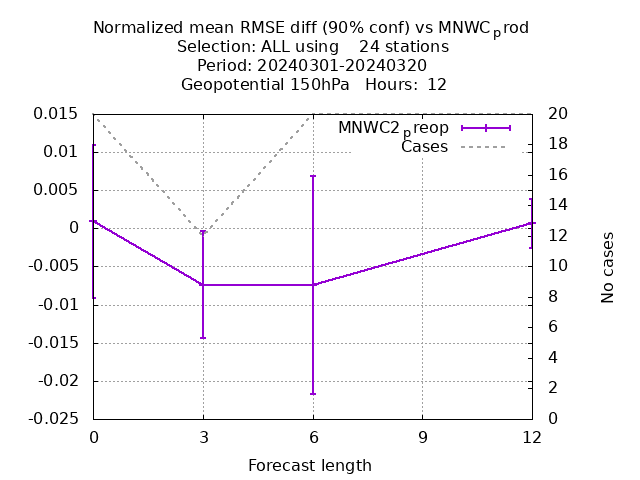 Normalized mean RMSE diff (90% conf) vs MNWCprod
Selection: ALL using    24 stations
Period: 20240301-20240320
Geopotential 150hPa   Hours:  12
MNWC2preop
Cases
0.015
0.01
0.005
0
-0.005
-0.01
-0.015
-0.02
-0.025
20
18
16
14
12
10
8
6
4
2
0
No cases
0 3 6 9 12
Forecast length